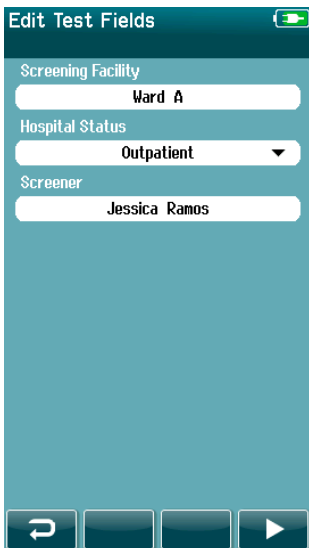 Edit Test Fields
Screening Facility
Ward A
Hospital Status
Outpatient
Screener
Jessica Ramos